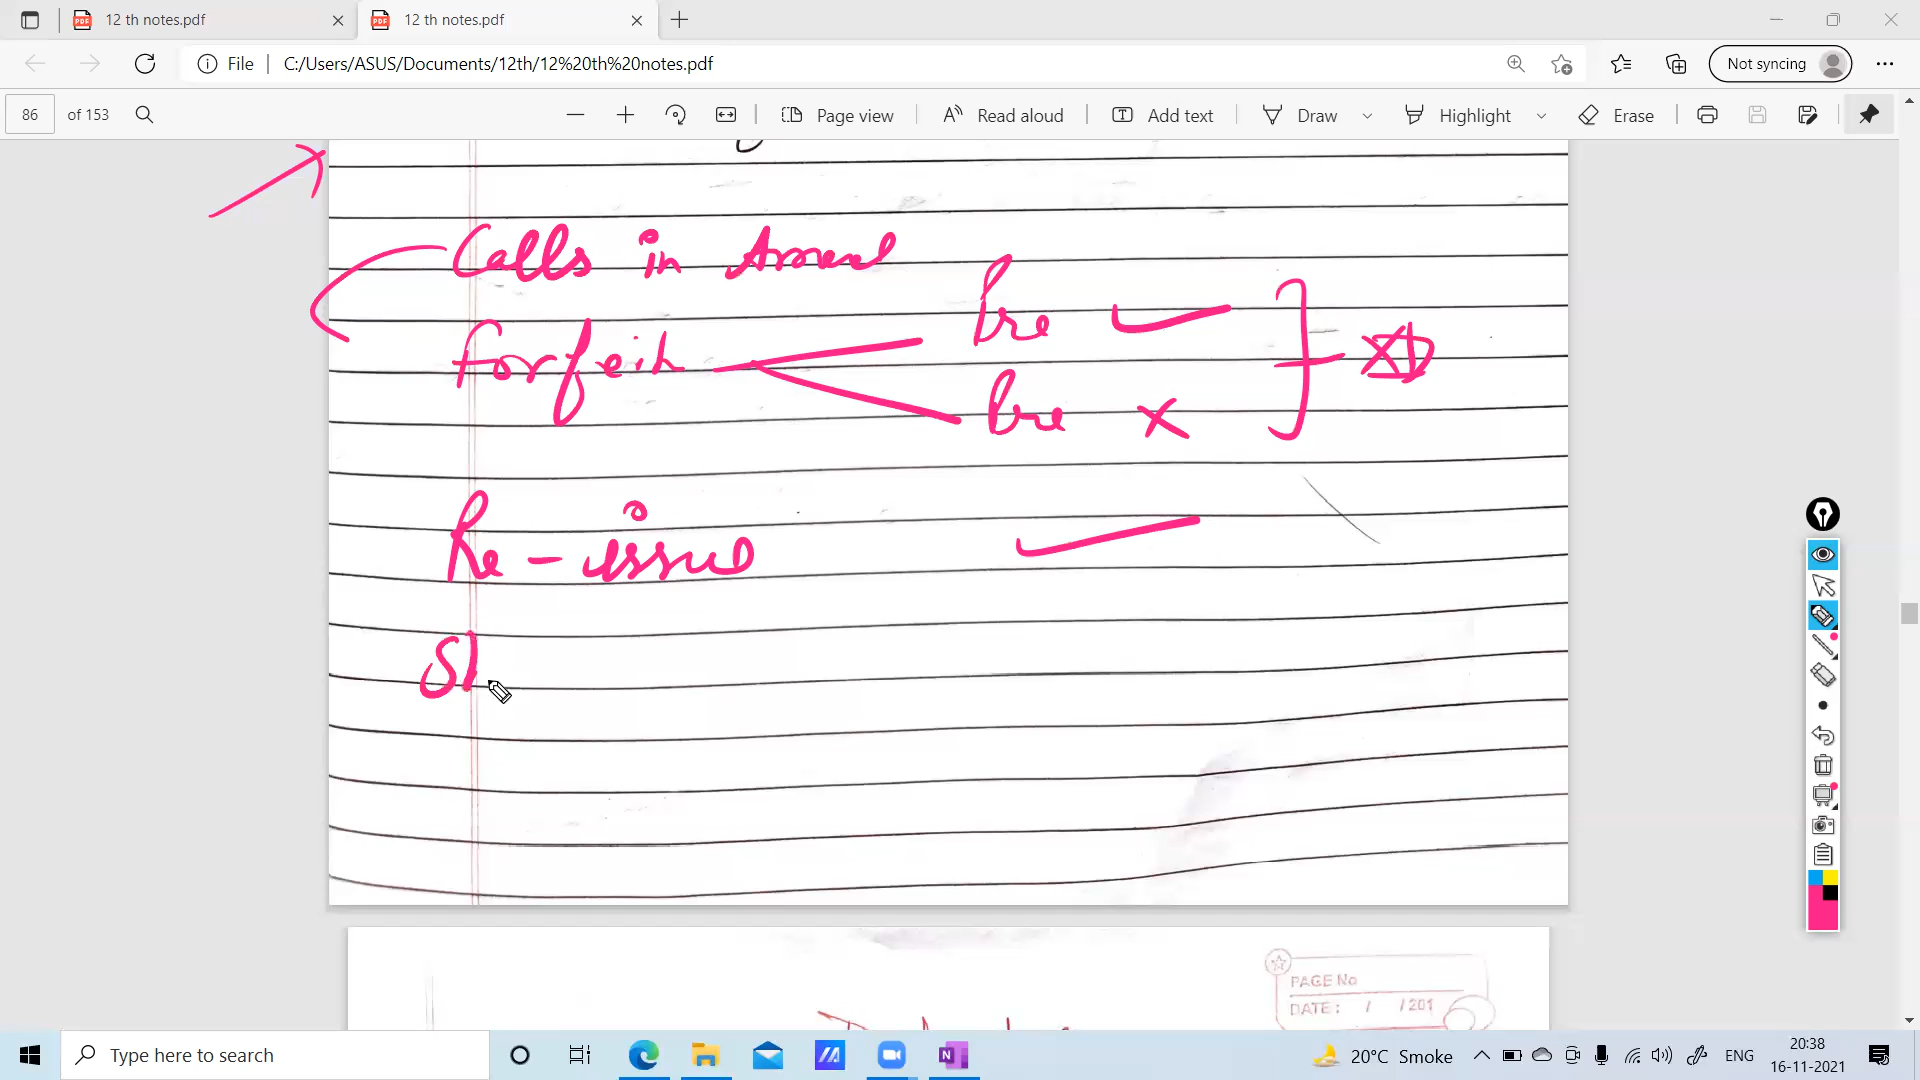 12 th notes.pdf
12 th notes.pdf
File C:/Users/ASUS/Documents/12th/12%20th%20notes.pdf
Not syncing
86 of 153
Page view
Read aloud
Add text
Draw
Highlight
Erase
Calls in
forfeit
Re-issue
PAGE No
DATE: / /201
Type here to search
20°C Smoke
ENG
20:38
16-11-2021